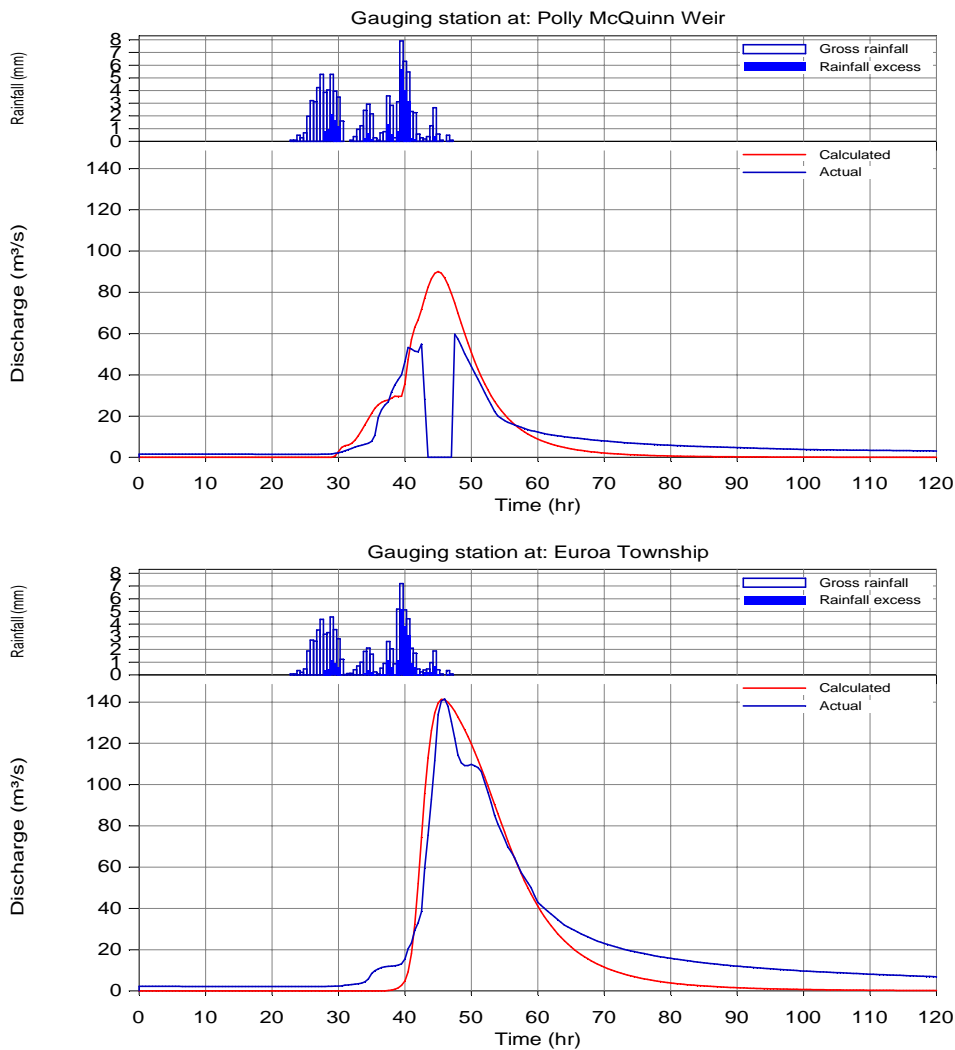 Gauging station at: Polly McQuinn Weir
Rainfall (mm)
8
7
6
5
4
3
2
1
0
Gross rainfall
Rainfall excess
Discharge (m³/s)
140
120
100
80
60
40
20
0
Calculated
Actual
0 10 20 30 40 50 60 70 80 90 100 110 120
Time (hr)
Gauging station at: Euroa Township
Rainfall (mm)
8
7
6
5
4
3
2
1
0
Gross rainfall
Rainfall excess
Discharge (m³/s)
140
120
100
80
60
40
20
0
Calculated
Actual
0 10 20 30 40 50 60 70 80 90 100 110 120
Time (hr)